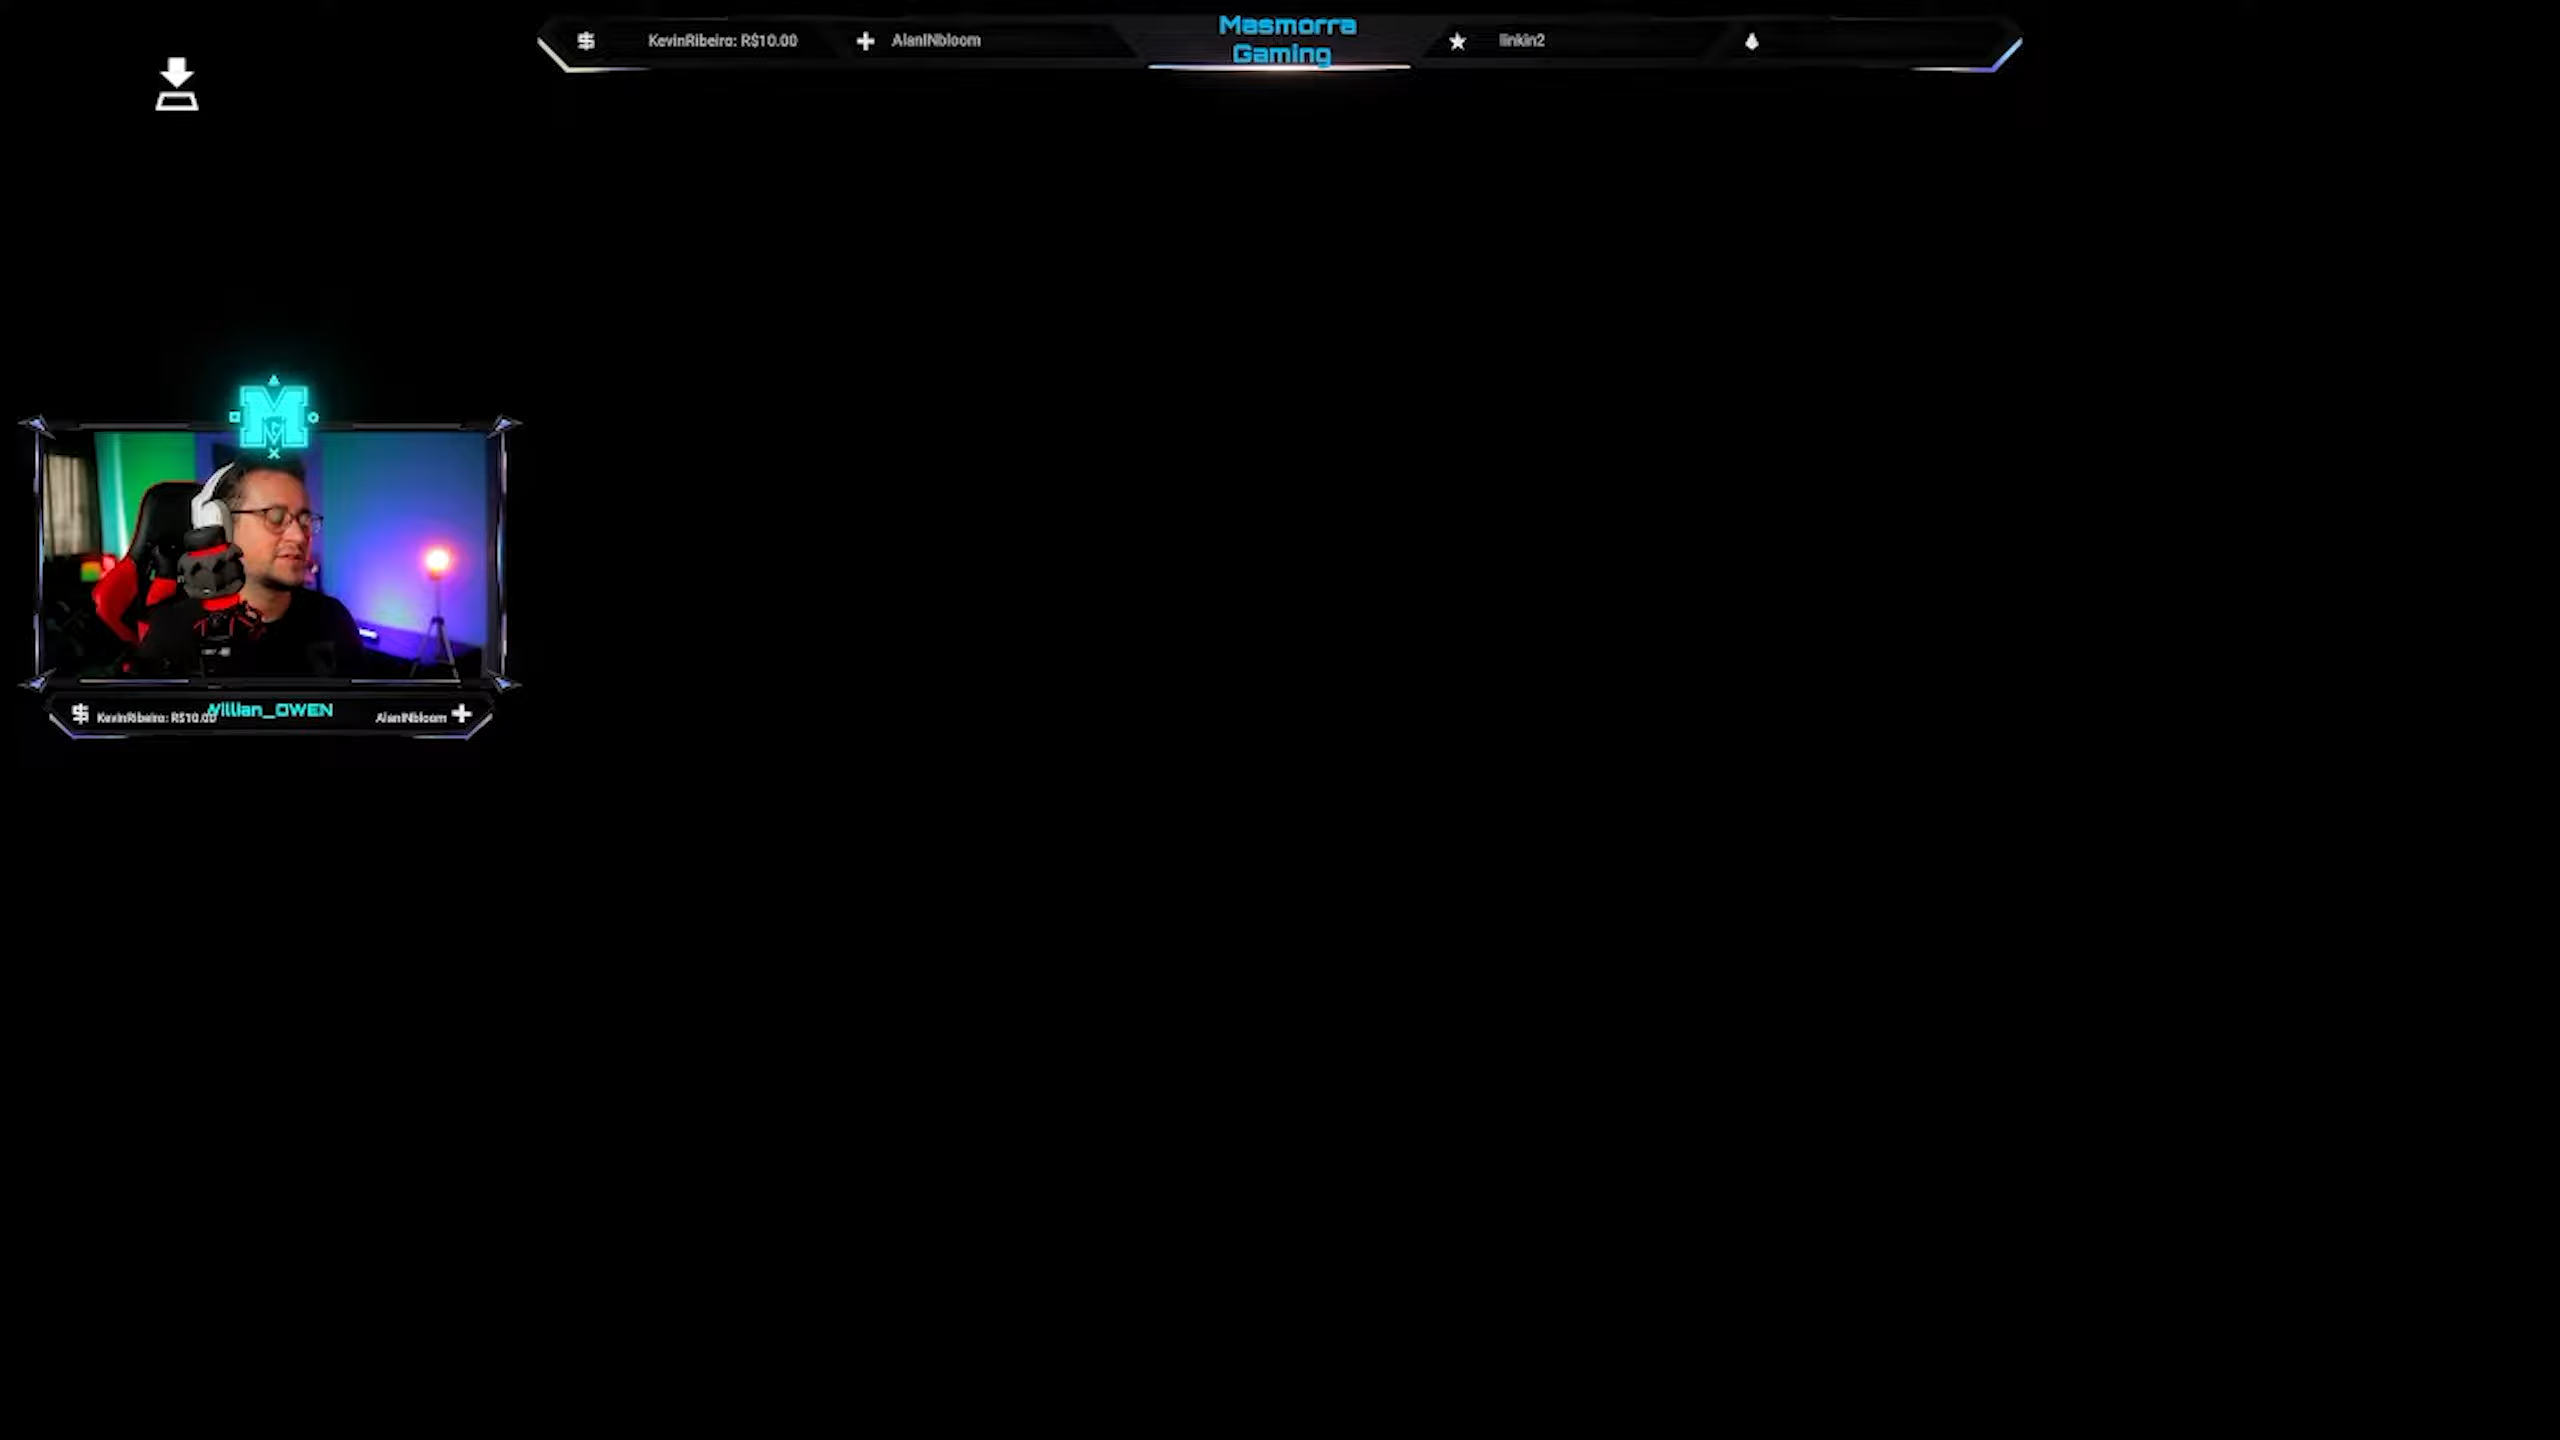 KevinRibeiro: R$10.00
AlanINbloom
Masmorra
Gaming
linkin2
M
KevinRibeiro: R$10.00
Villian_OWEN
AlanINbloom